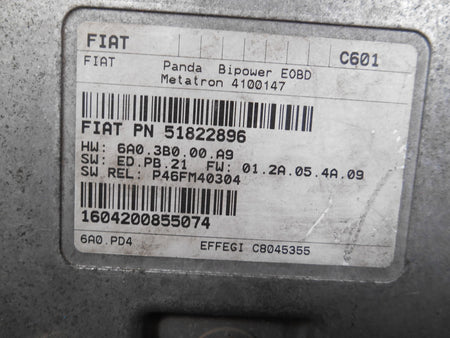 FIAT C601
FIAT Panda Bipower EOBD
Metatron 4100147
FIAT PN 51822896
HW: 6A0.3B0.00.A9
SW: ED.PB.21 FW: 01.2A.05.4A.09
SW REL: P46FM40304
1604200855074
6A0.PD4 EFFEGI C8045355